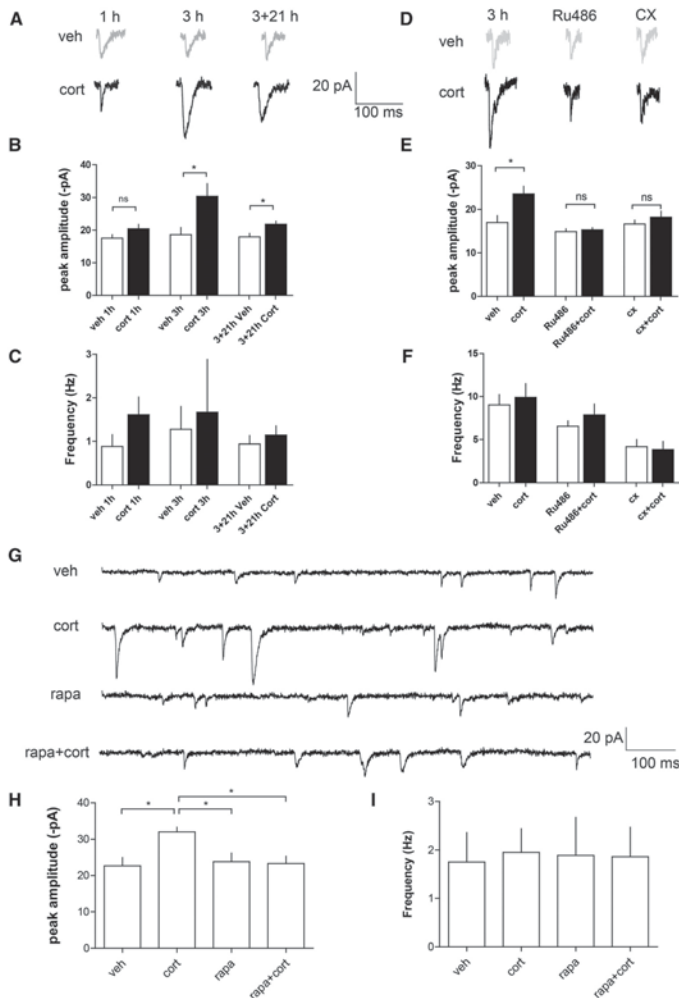 A
1 h 3 h 3+21 h
veh
cort
20 pA
100 ms
D
3 h Ru486 CX
veh
cort
B
peak amplitude (-pA)
40
30
20
10
0
ns * *
veh 1h cort 1h veh 3h cort 3h 3+21h Veh 3+21h Cort
E
peak amplitude (-pA)
30
20
10
0
* ns ns
veh cort Ru486 Ru486+cort cx cx+cort
C
Frequency (Hz)
3
2
1
0
veh 1h cort 1h veh 3h cort 3h 3+21h Veh 3+21h Cort
F
Frequency (Hz)
15
10
5
0
veh cort Ru486 Ru486+cort cx cx+cort
G
veh
cort
rapa
rapa+cort
20 pA
100 ms
H
peak amplitude (-pA)
40
30
20
10
0
* * *
veh cort rapa rapa+cort
I
Frequency (Hz)
3
2
1
0
veh cort rapa rapa+cort